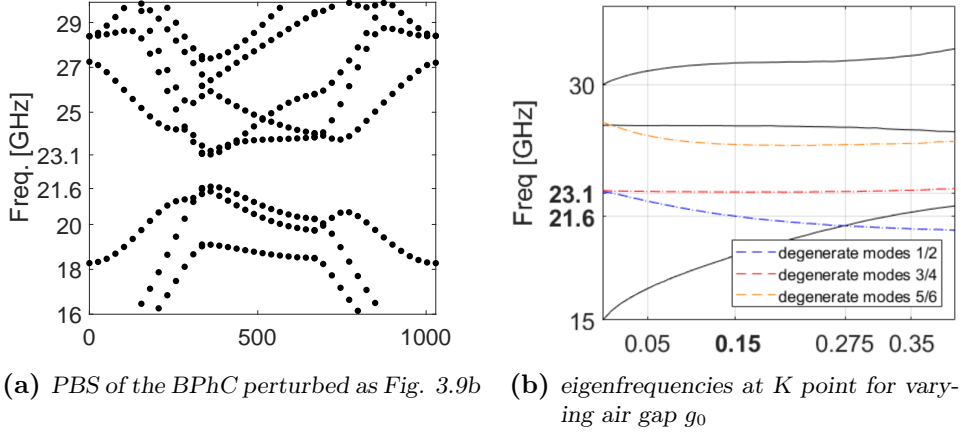 29
27
25
23.1
21.6
20
18
16
Freq. [GHz]
0
500
1000
30
23.1
21.6
15
Freq [GHz]
0.05
0.15
0.275
0.35
degenerate modes 1/2
degenerate modes 3/4
degenerate modes 5/6
(a) PBS of the BPhC perturbed as Fig. 3.9b
(b) eigenfrequencies at K point for vary-
ing air gap g₀